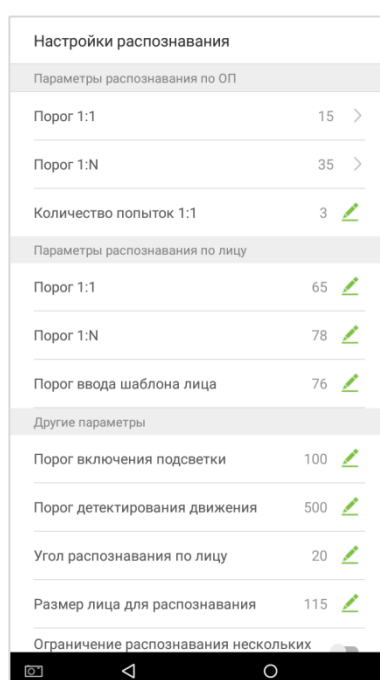 Настройки распознавания
Параметры распознавания по ОП
Порог 1:1 15
Порог 1:N 35
Количество попыток 1:1 3
Параметры распознавания по лицу
Порог 1:1 65
Порог 1:N 78
Порог ввода шаблона лица 76
Другие параметры
Порог включения подсветки 100
Порог детектирования движения 500
Угол распознавания по лицу 20
Размер лица для распознавания 115
Ограничение распознавания нескольких